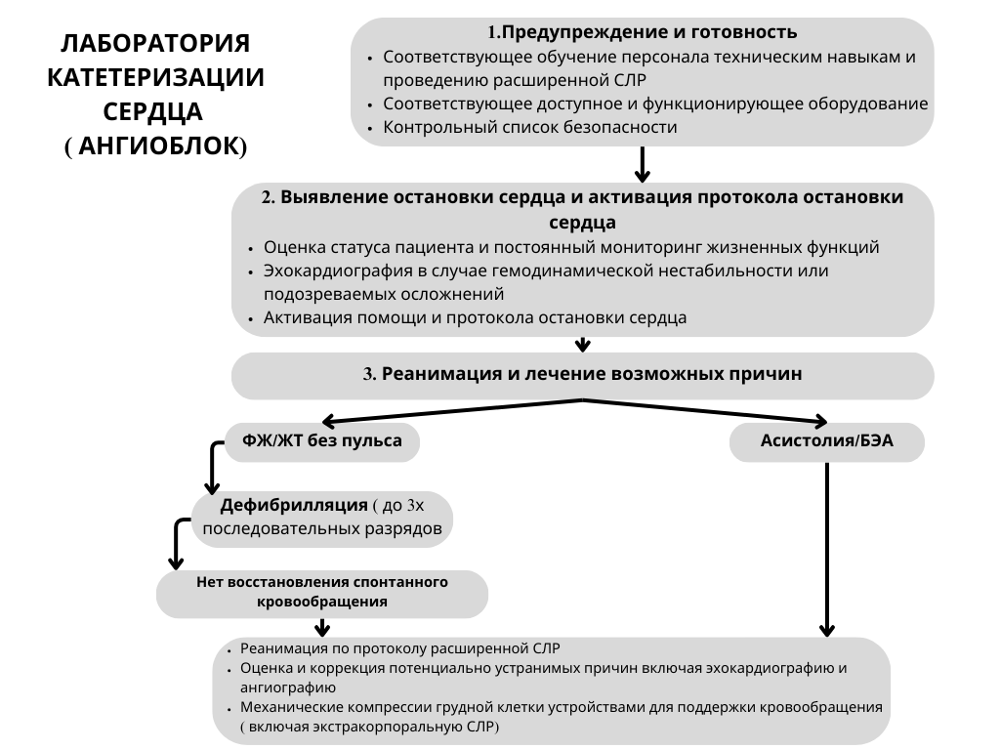 ЛАБОРАТОРИЯ
КАТЕТЕРИЗАЦИИ
СЕРДЦА
( АНГИОБЛОК)
1.Предупреждение и готовность
• Соответствующее обучение персонала техническим навыкам и
проведению расширенной СЛР
• Соответствующее доступное и функционирующее оборудование
• Контрольный список безопасности
2. Выявление остановки сердца и активация протокола остановки
сердца
• Оценка статуса пациента и постоянный мониторинг жизненных функций
• Эхокардиография в случае гемодинамической нестабильности или
подозреваемых осложнений
• Активация помощи и протокола остановки сердца
3. Реанимация и лечение возможных причин
ФЖ/ЖТ без пульса
Асистолия/БЭА
Дефибрилляция ( до 3х
последовательных разрядов
Нет восстановления спонтанного
кровообращения
• Реанимация по протоколу расширенной СЛР
• Оценка и коррекция потенциально устранимых причин включая эхокардиографию и
ангиографию
• Механические компрессии грудной клетки устройствами для поддержки кровообращения
( включая экстракорпоральную СЛР)